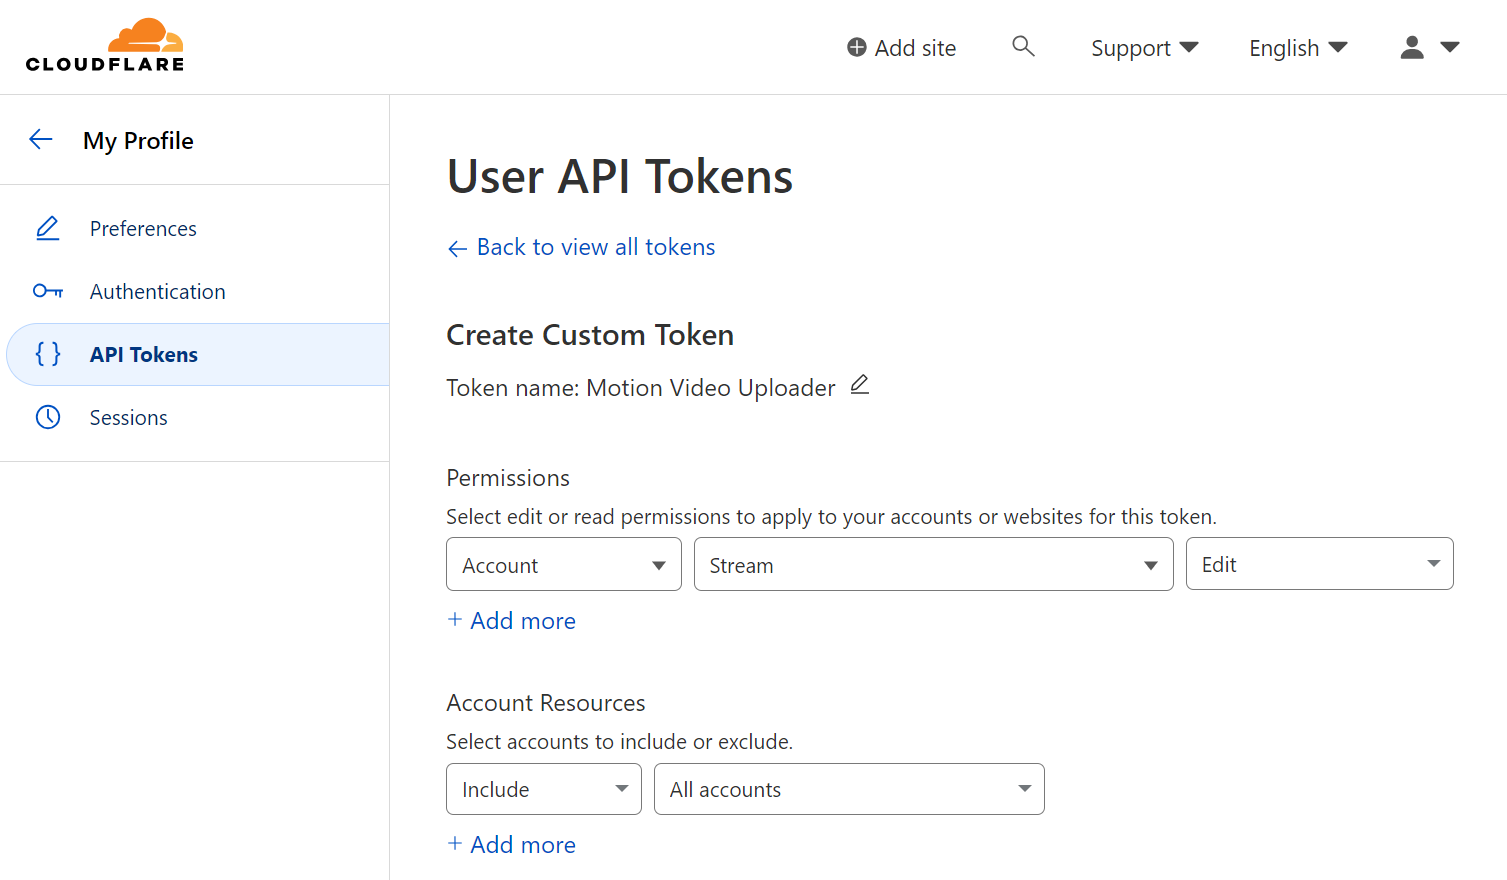 CLOUDFLARE
Add site
Support
English
My Profile
Preferences
Authentication
API Tokens
Sessions
User API Tokens
← Back to view all tokens
Create Custom Token
Token name: Motion Video Uploader
Permissions
Select edit or read permissions to apply to your accounts or websites for this token.
Account Stream Edit
+ Add more
Account Resources
Select accounts to include or exclude.
Include All accounts
+ Add more